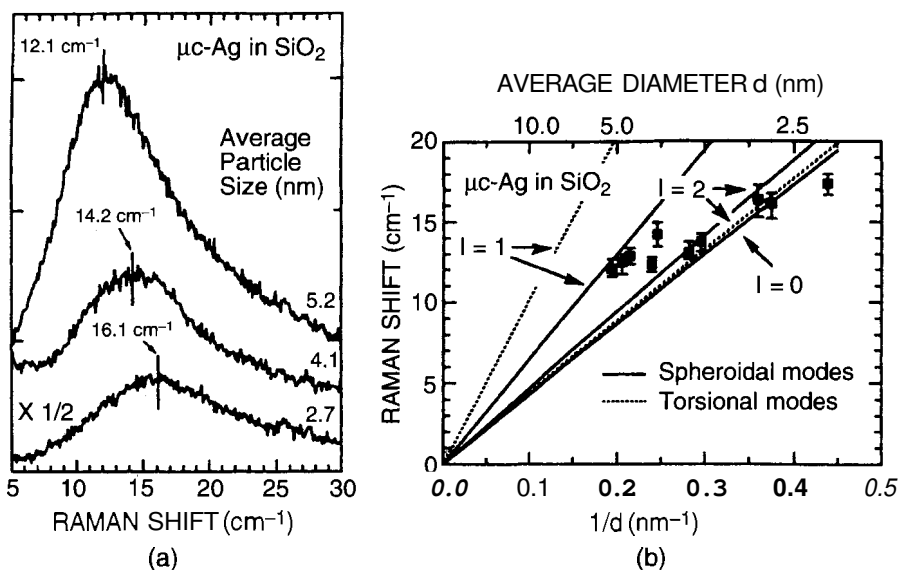 12.1 cm⁻¹
μc-Ag in SiO₂
Average
Particle
Size (nm)
14.2 cm⁻¹
5.2
16.1 cm⁻¹
4.1
X 1/2
2.7
5 10 15 20 25 30
RAMAN SHIFT (cm⁻¹)
(a)
AVERAGE DIAMETER d (nm)
10.0 5.0 2.5
20
μc-Ag in SiO₂
l = 2
15
l = 1
l = 0
10
RAMAN SHIFT (cm⁻¹)
5
Spheroidal modes
Torsional modes
0
0.0 0.1 0.2 0.3 0.4 0.5
1/d (nm⁻¹)
(b)